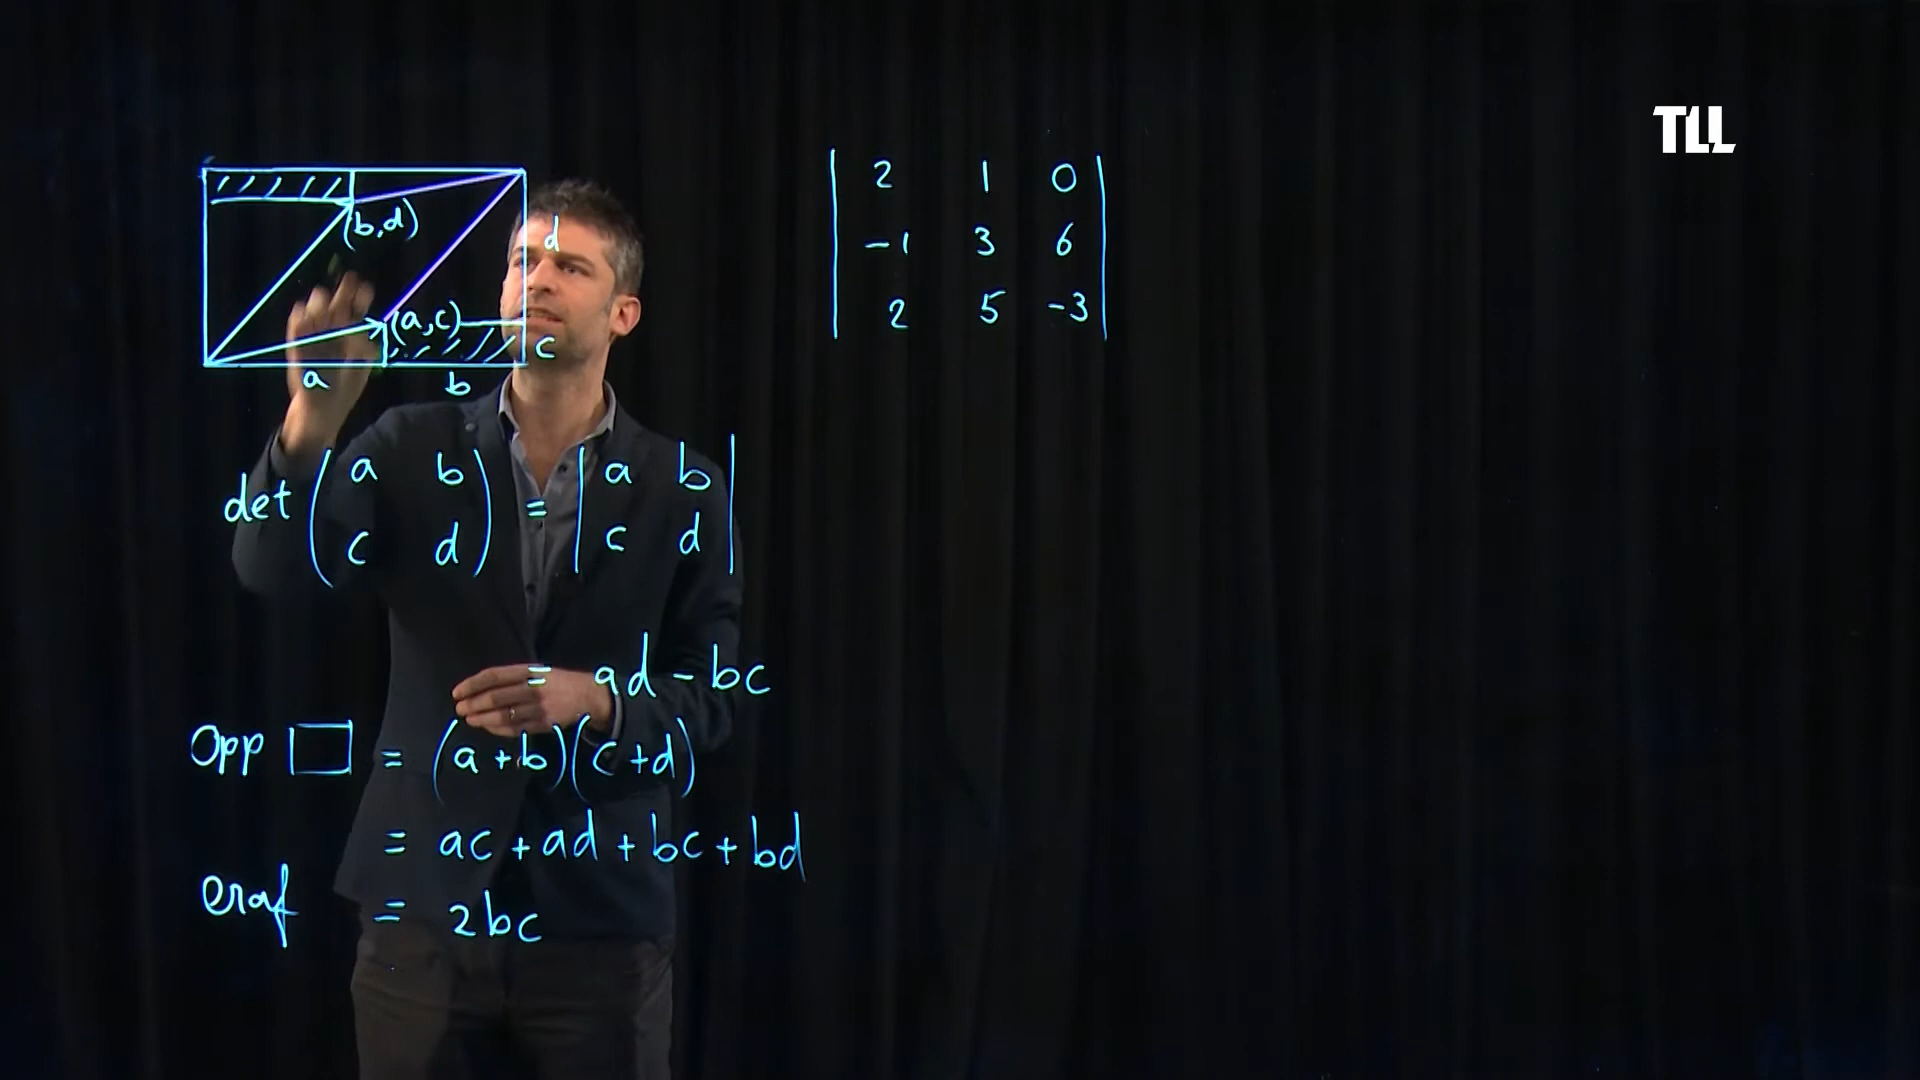 (b,d)
d
(a,c)
c
a b
det ( a b ) = | a b |
c d c d
= ad - bc
Opp □ = (a+b)(c+d)
= ac + ad + bc + bd
eraf = 2bc
2 1 0
-1 3 6
2 5 -3
TLL